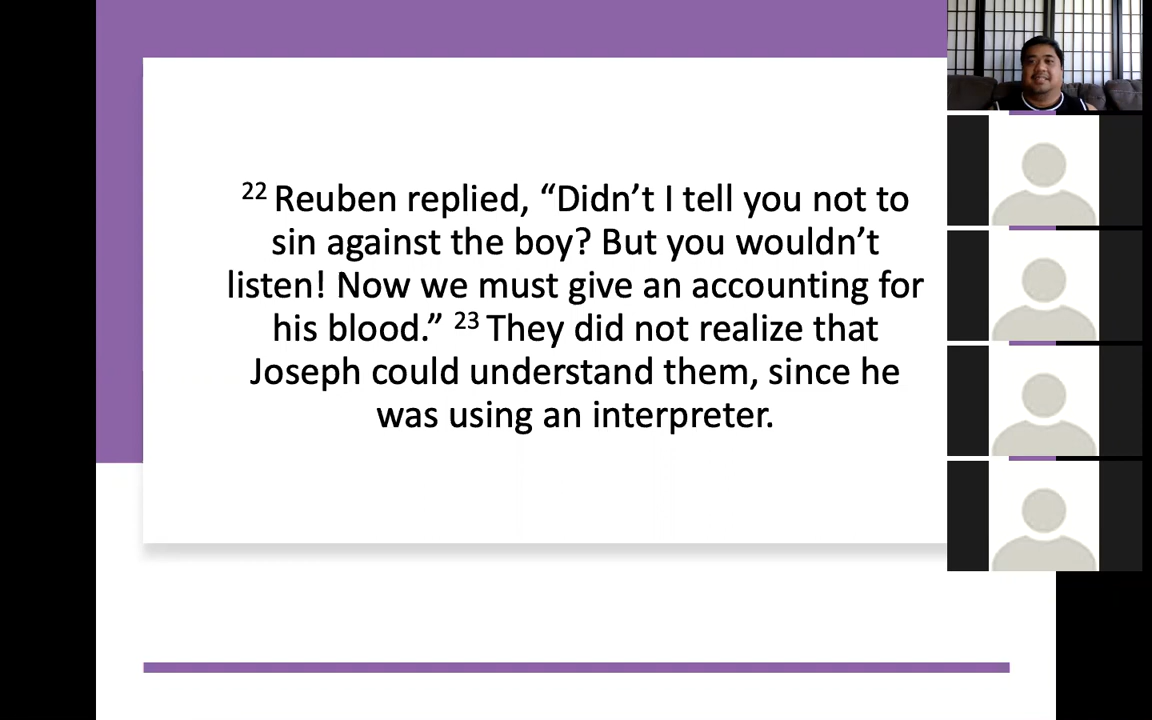 22 Reuben replied, “Didn’t I tell you not to
sin against the boy? But you wouldn’t
listen! Now we must give an accounting for
his blood.” 23 They did not realize that
Joseph could understand them, since he
was using an interpreter.